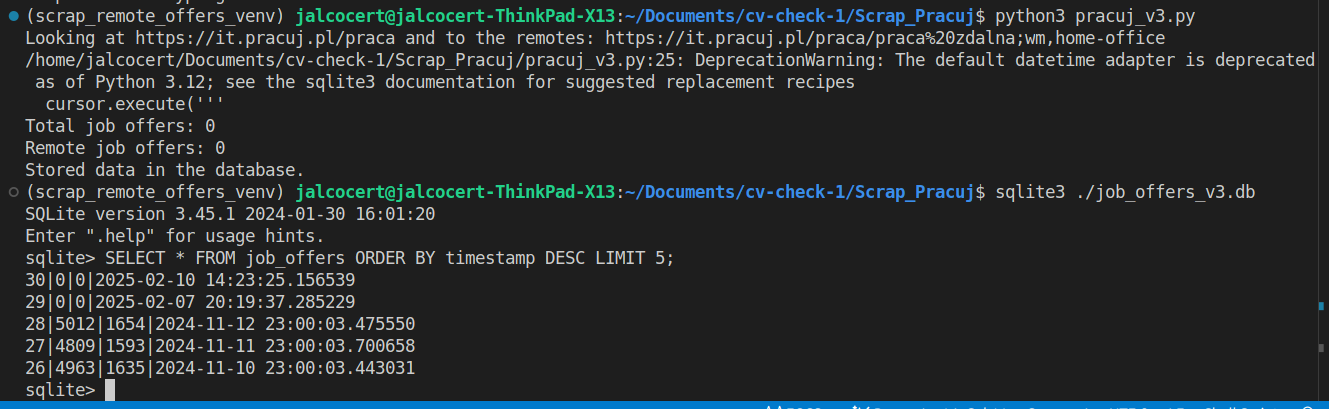 (scrap_remote_offers_venv) jalcocert@jalcocert-ThinkPad-X13:~/Documents/cv-check-1/Scrap_Pracuj$ python3 pracuj_v3.py
Looking at https://it.pracuj.pl/praca and to the remotes: https://it.pracuj.pl/praca/praca%20zdalna;wm,home-office
/home/jalcocert/Documents/cv-check-1/Scrap_Pracuj/pracuj_v3.py:25: DeprecationWarning: The default datetime adapter is deprecated
as of Python 3.12; see the sqlite3 documentation for suggested replacement recipes
cursor.execute('''
Total job offers: 0
Remote job offers: 0
Stored data in the database.
(scrap_remote_offers_venv) jalcocert@jalcocert-ThinkPad-X13:~/Documents/cv-check-1/Scrap_Pracuj$ sqlite3 ./job_offers_v3.db
SQLite version 3.45.1 2024-01-30 16:01:20
Enter ".help" for usage hints.
sqlite> SELECT * FROM job_offers ORDER BY timestamp DESC LIMIT 5;
30|0|0|2025-02-10 14:23:25.156539
29|0|0|2025-02-07 20:19:37.285229
28|5012|1654|2024-11-12 23:00:03.475550
27|4809|1593|2024-11-11 23:00:03.700658
26|4963|1635|2024-11-10 23:00:03.443031
sqlite>